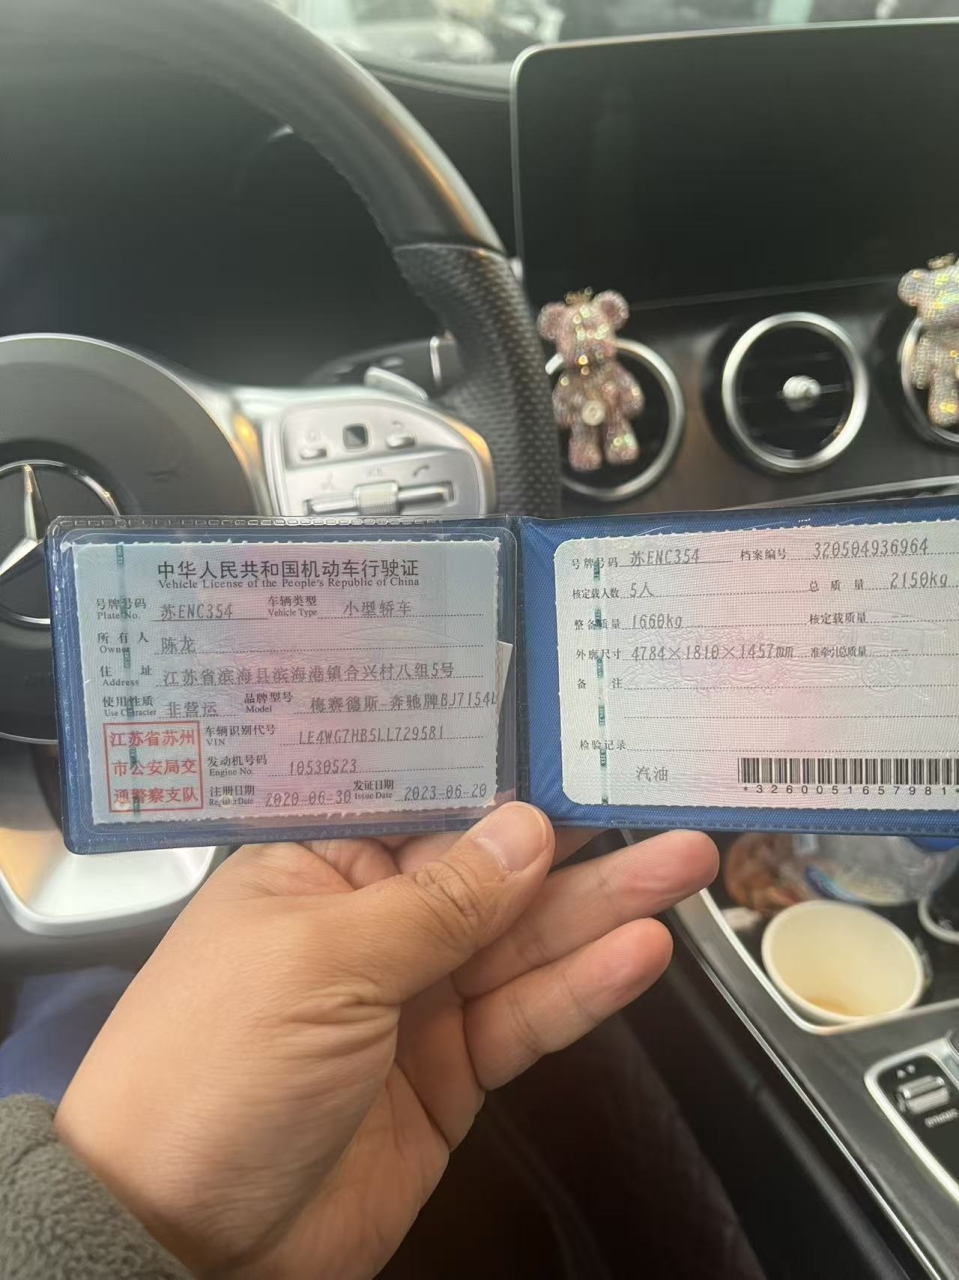 中华人民共和国机动车行驶证
Vehicle License of the People's Republic of China
号牌号码 苏ENC354 车辆类型 小型轿车
Plate No. Vehicle Type
所有人 陈龙
Owner
住址 江苏省滨海县滨海港镇合兴村八组5号
Address
使用性质 非营运 品牌型号 梅赛德斯-奔驰牌BJ7154L
Use Character Model
江苏省苏州
市公安局交
通警察支队
车辆识别代号 LE4WG7HB5LL729581
VIN
发动机号码 10530523
Engine No.
注册日期 2020-06-30 发证日期 2023-06-20
Register Date Issue Date
号牌号码 苏ENC354 档案编号 320504936964
核定载人数 5人 总质量 2150kg
整备质量 1660kg 核定载质量 --
外廓尺寸 4784×1810×1457mm 准牵引总质量 --
备注
检验记录
汽油
*3260051657981*